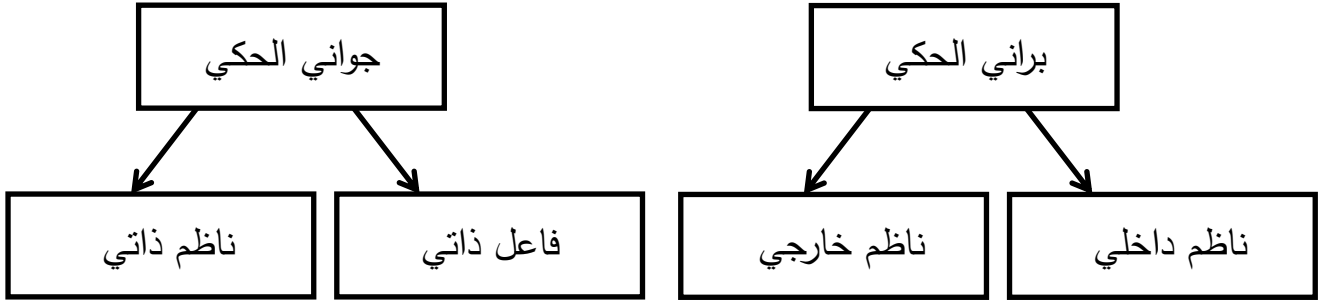 براني الحكي
جواني الحكي
ناظم داخلي
ناظم خارجي
فاعل ذاتي
ناظم ذاتي